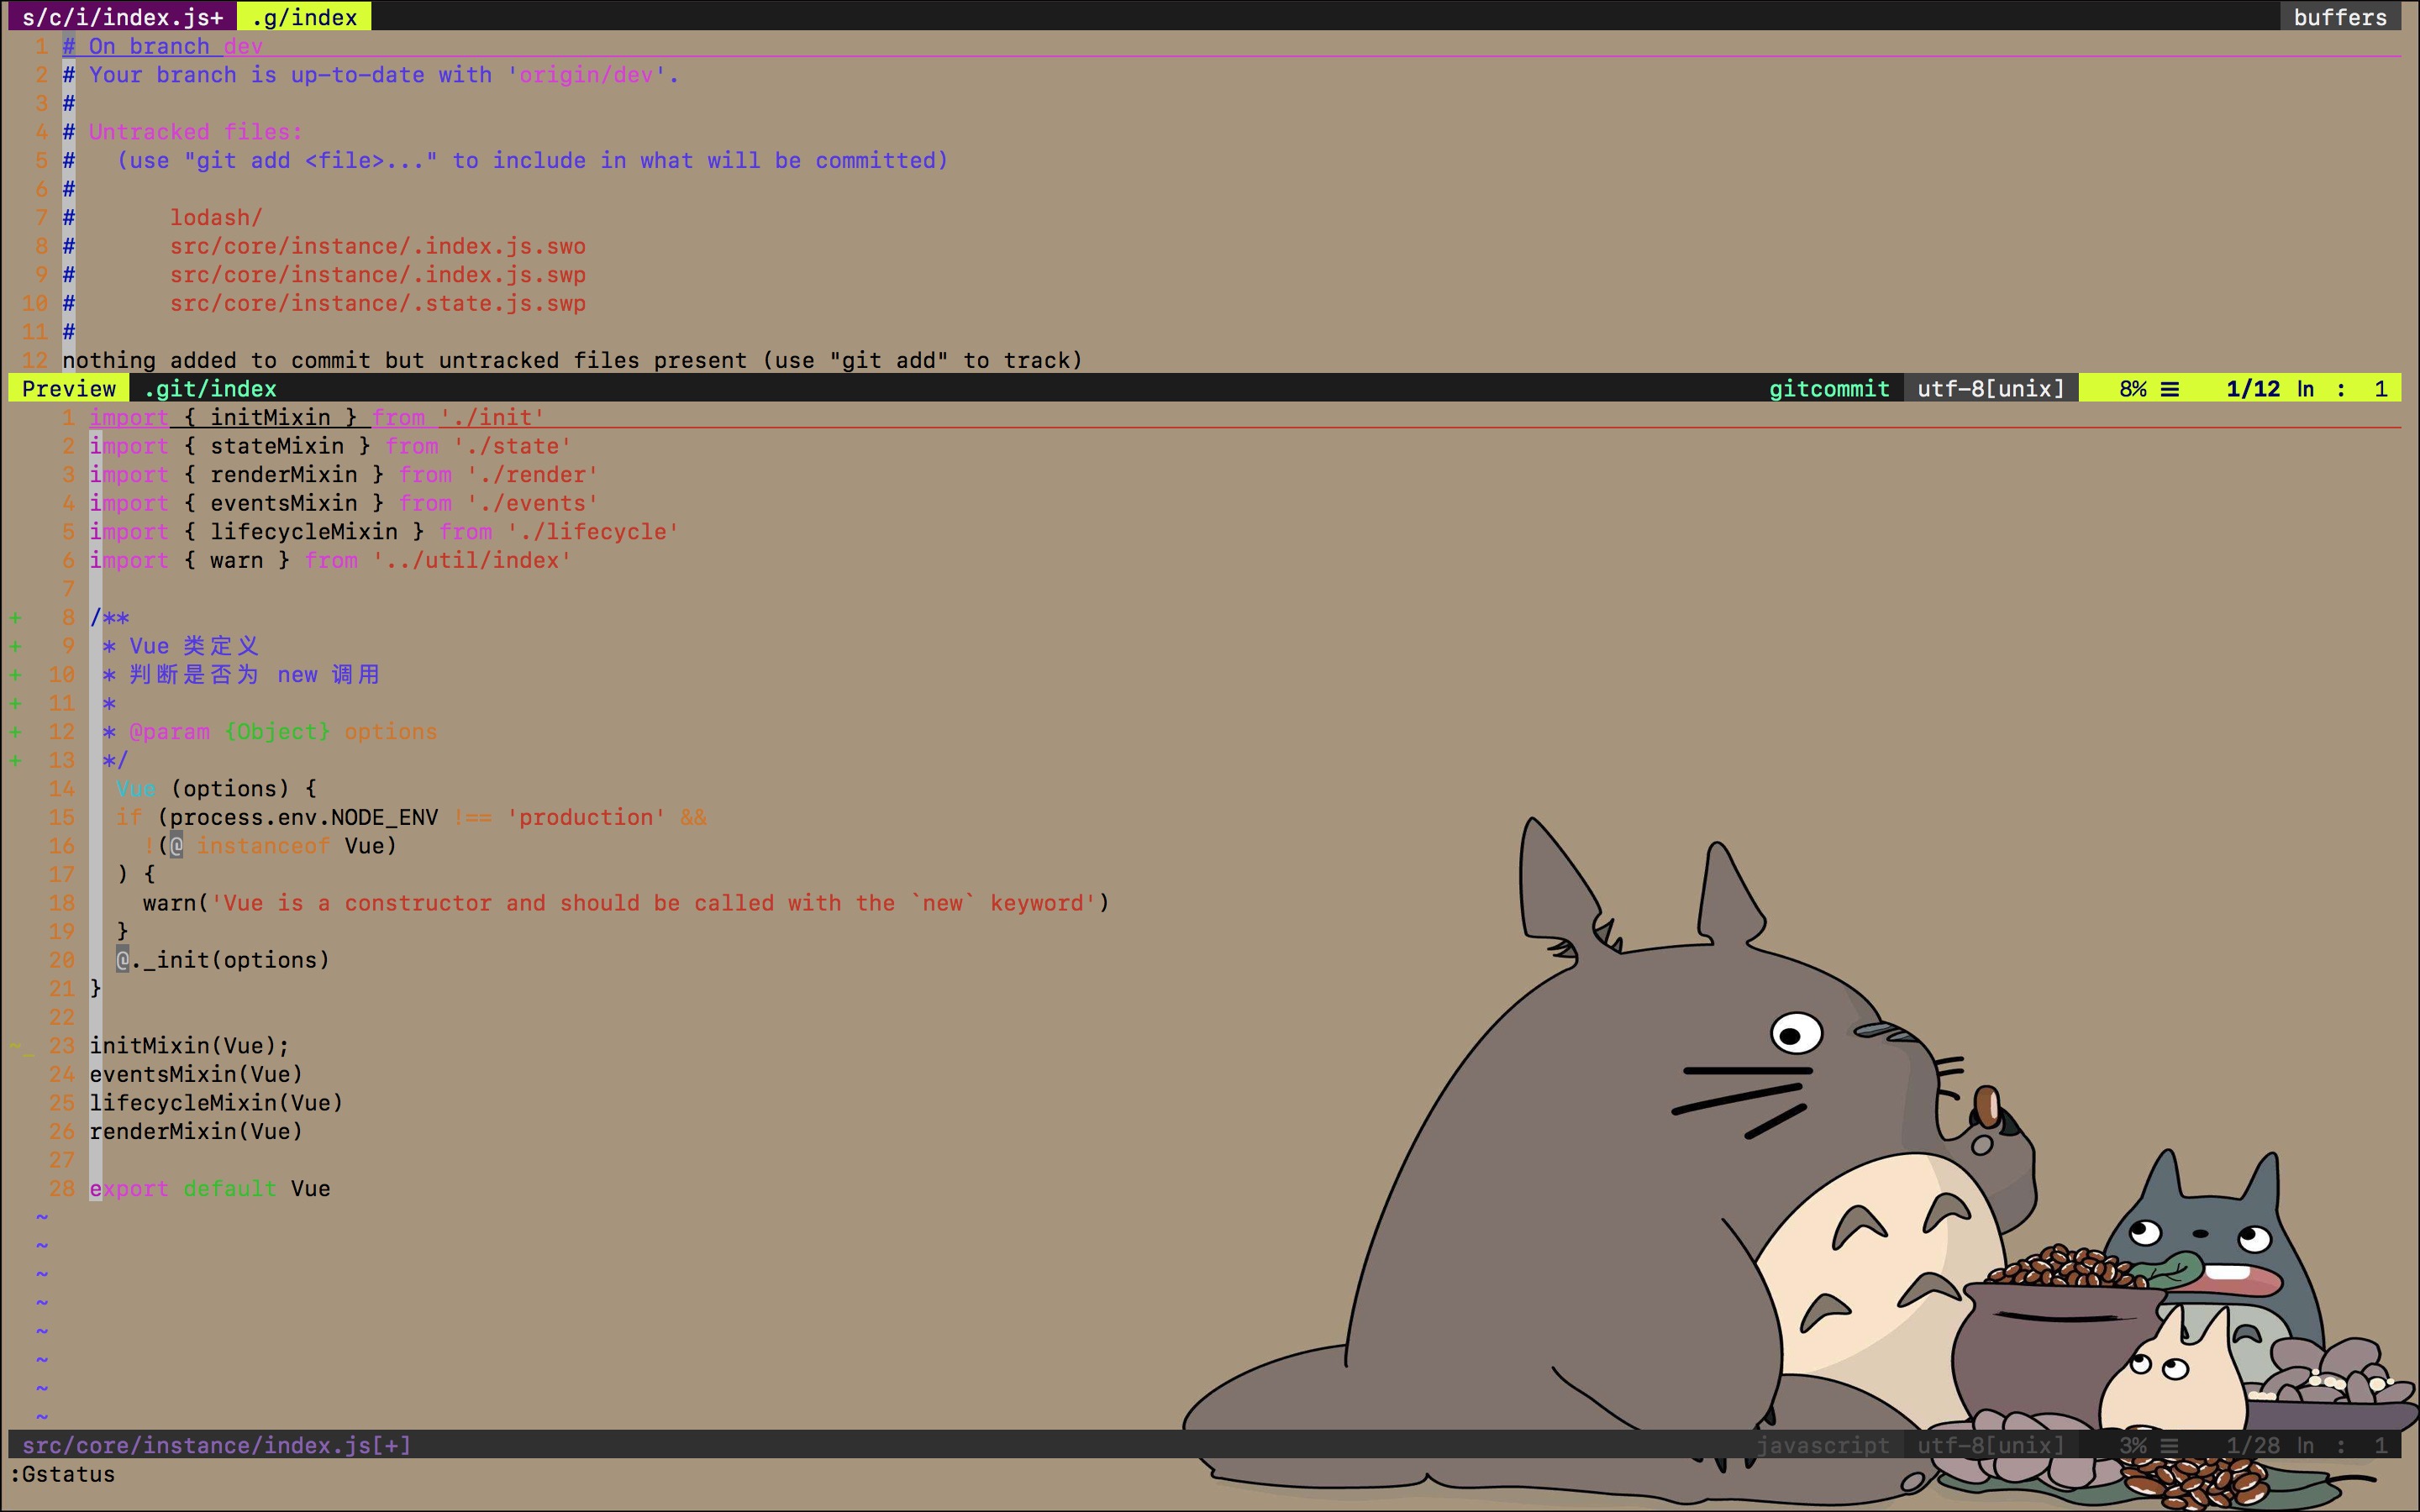 s/c/i/index.js+ .g/index buffers
1 # On branch dev
2 # Your branch is up-to-date with 'origin/dev'.
3 #
4 # Untracked files:
5 #   (use "git add <file>..." to include in what will be committed)
6 #
7 #       lodash/
8 #       src/core/instance/.index.js.swo
9 #       src/core/instance/.index.js.swp
10 #       src/core/instance/.state.js.swp
11 #
12 nothing added to commit but untracked files present (use "git add" to track)
Preview .git/index gitcommit utf-8[unix] 8% ☰ 1/12 ln : 1
1 import { initMixin } from './init'
2 import { stateMixin } from './state'
3 import { renderMixin } from './render'
4 import { eventsMixin } from './events'
5 import { lifecycleMixin } from './lifecycle'
6 import { warn } from '../util/index'
7
+ 8 /**
+ 9  * Vue 类定义
+ 10  * 判断是否为 new 调用
+ 11  *
+ 12  * @param {Object} options
+ 13  */
14   Vue (options) {
15   if (process.env.NODE_ENV !== 'production' &&
16     !(@ instanceof Vue)
17   ) {
18     warn('Vue is a constructor and should be called with the `new` keyword')
19   }
20   @._init(options)
21 }
22
~_ 23 initMixin(Vue);
24 eventsMixin(Vue)
25 lifecycleMixin(Vue)
26 renderMixin(Vue)
27
28 export default Vue
~
~
~
~
~
~
~
~
src/core/instance/index.js[+] javascript utf-8[unix] 3% ☰ 1/28 ln : 1
:Gstatus